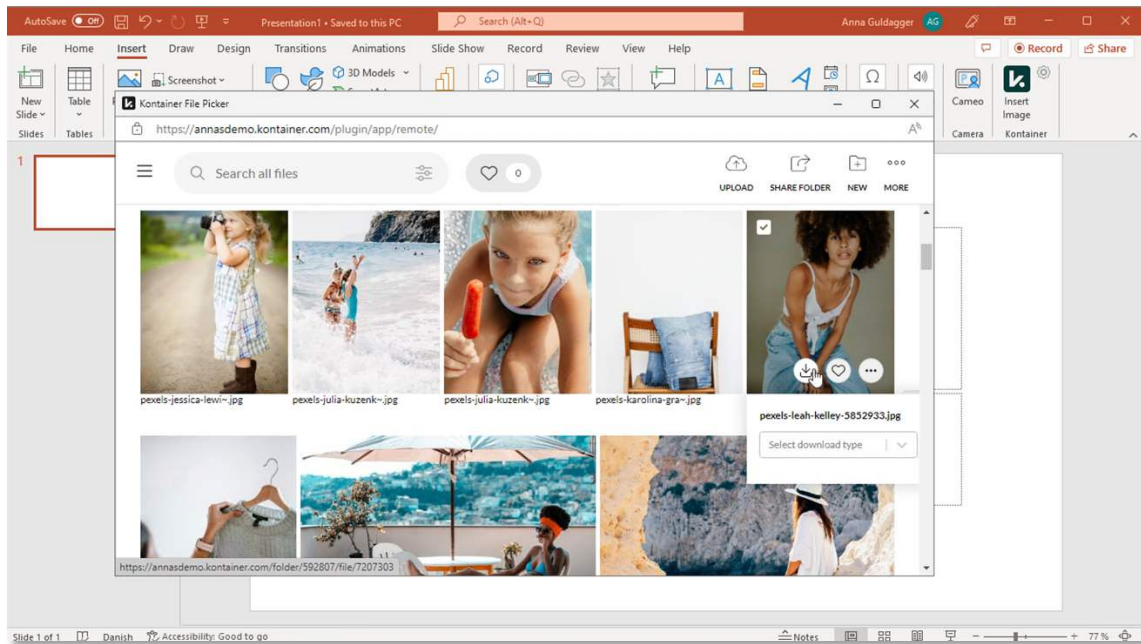 AutoSave Off Presentation1 • Saved to this PC Search (Alt+Q) Anna Guldagger AG
File Home Insert Draw Design Transitions Animations Slide Show Record Review View Help Record Share
New
Slide
Table
Screenshot
3D Models
Cameo
Insert
Image
Slides Tables Camera Kontainer
Kontainer File Picker
https://annasdemo.kontainer.com/plugin/app/remote/
Search all files 0 UPLOAD SHARE FOLDER NEW MORE
1
pexels-jessica-lewi~.jpg pexels-julia-kuzenk~.jpg pexels-julia-kuzenk~.jpg pexels-karolina-gra~.jpg
pexels-leah-kelley-5852933.jpg
Select download type
https://annasdemo.kontainer.com/folder/592807/file/7207303
Slide 1 of 1 Danish Accessibility: Good to go Notes 77 %